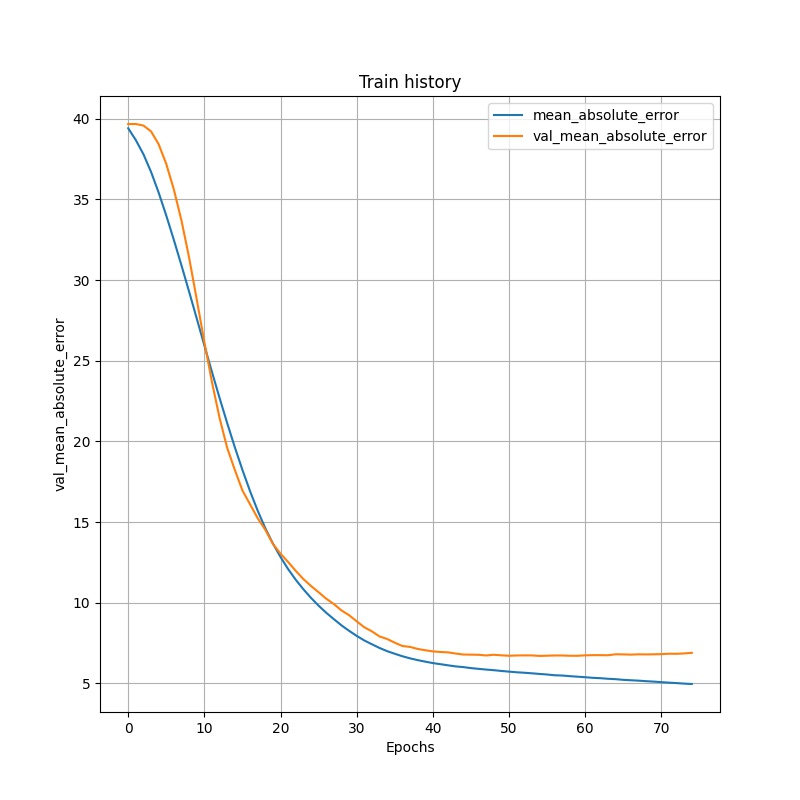 Train history
mean_absolute_error
val_mean_absolute_error
val_mean_absolute_error
40
35
30
25
20
15
10
5
0 10 20 30 40 50 60 70
Epochs